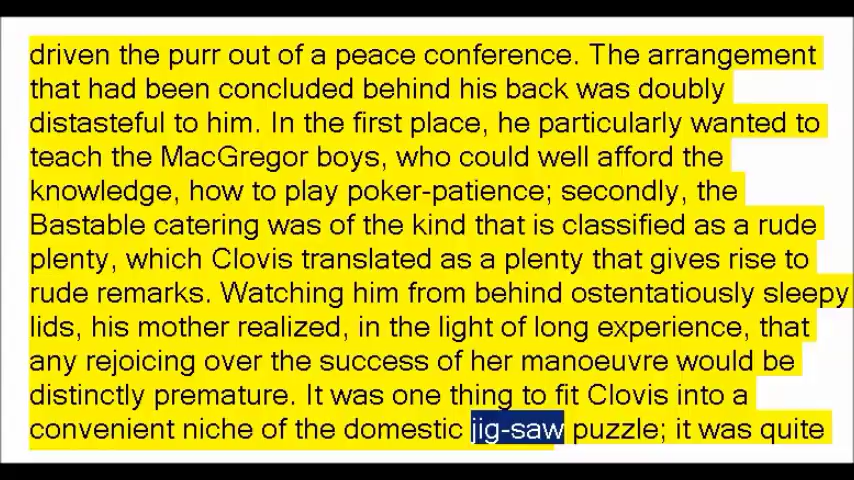 driven the purr out of a peace conference. The arrangement
that had been concluded behind his back was doubly
distasteful to him. In the first place, he particularly wanted to
teach the MacGregor boys, who could well afford the
knowledge, how to play poker-patience; secondly, the
Bastable catering was of the kind that is classified as a rude
plenty, which Clovis translated as a plenty that gives rise to
rude remarks. Watching him from behind ostentatiously sleepy
lids, his mother realized, in the light of long experience, that
any rejoicing over the success of her manoeuvre would be
distinctly premature. It was one thing to fit Clovis into a
convenient niche of the domestic jig-saw puzzle; it was quite